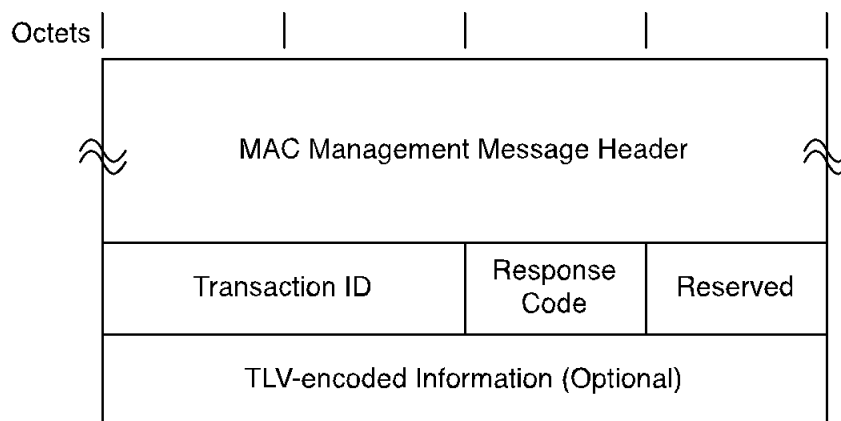 Octets
MAC Management Message Header
Transaction ID
Response
Code
Reserved
TLV-encoded Information (Optional)